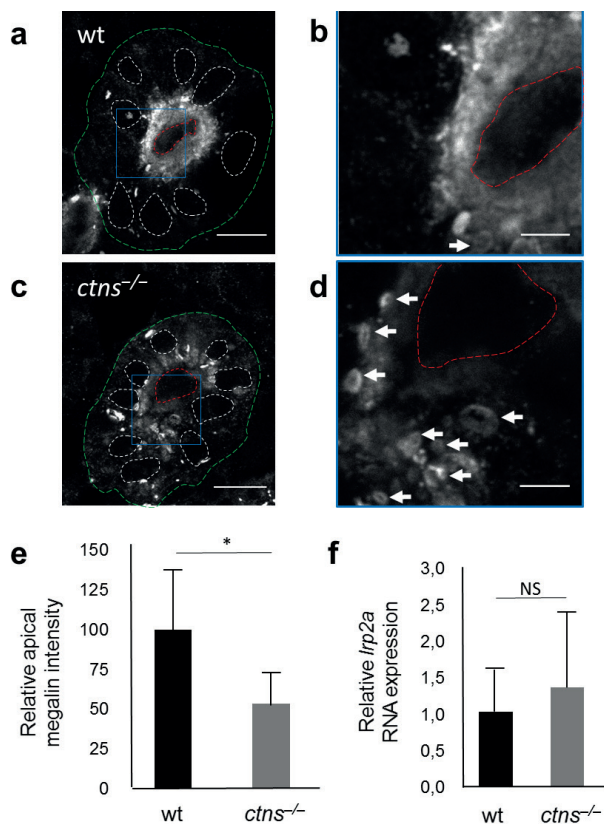 a wt
b
c ctns–/–
d
e
150
125
100
75
50
25
0
Relative apical
megalin intensity
*
wt ctns–/–
f
3,0
2,5
2,0
1,5
1,0
0,5
0,0
Relative lrp2a
RNA expression
NS
wt ctns–/–